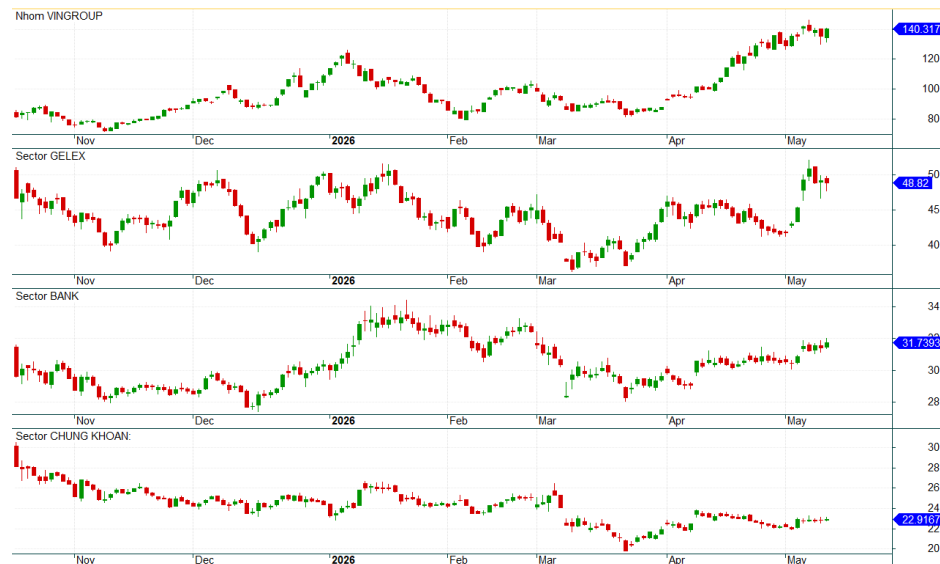 Nhom VINGROUP
140.317
120
100
80
Nov Dec 2026 Feb Mar Apr May
Sector GELEX
50
48.82
45
40
Nov Dec 2026 Feb Mar Apr May
Sector BANK
34
31.7393
30
28
Nov Dec 2026 Feb Mar Apr May
Sector CHUNG KHOAN:
30
28
26
24
22.9167
22
20
Nov Dec 2026 Feb Mar Apr May